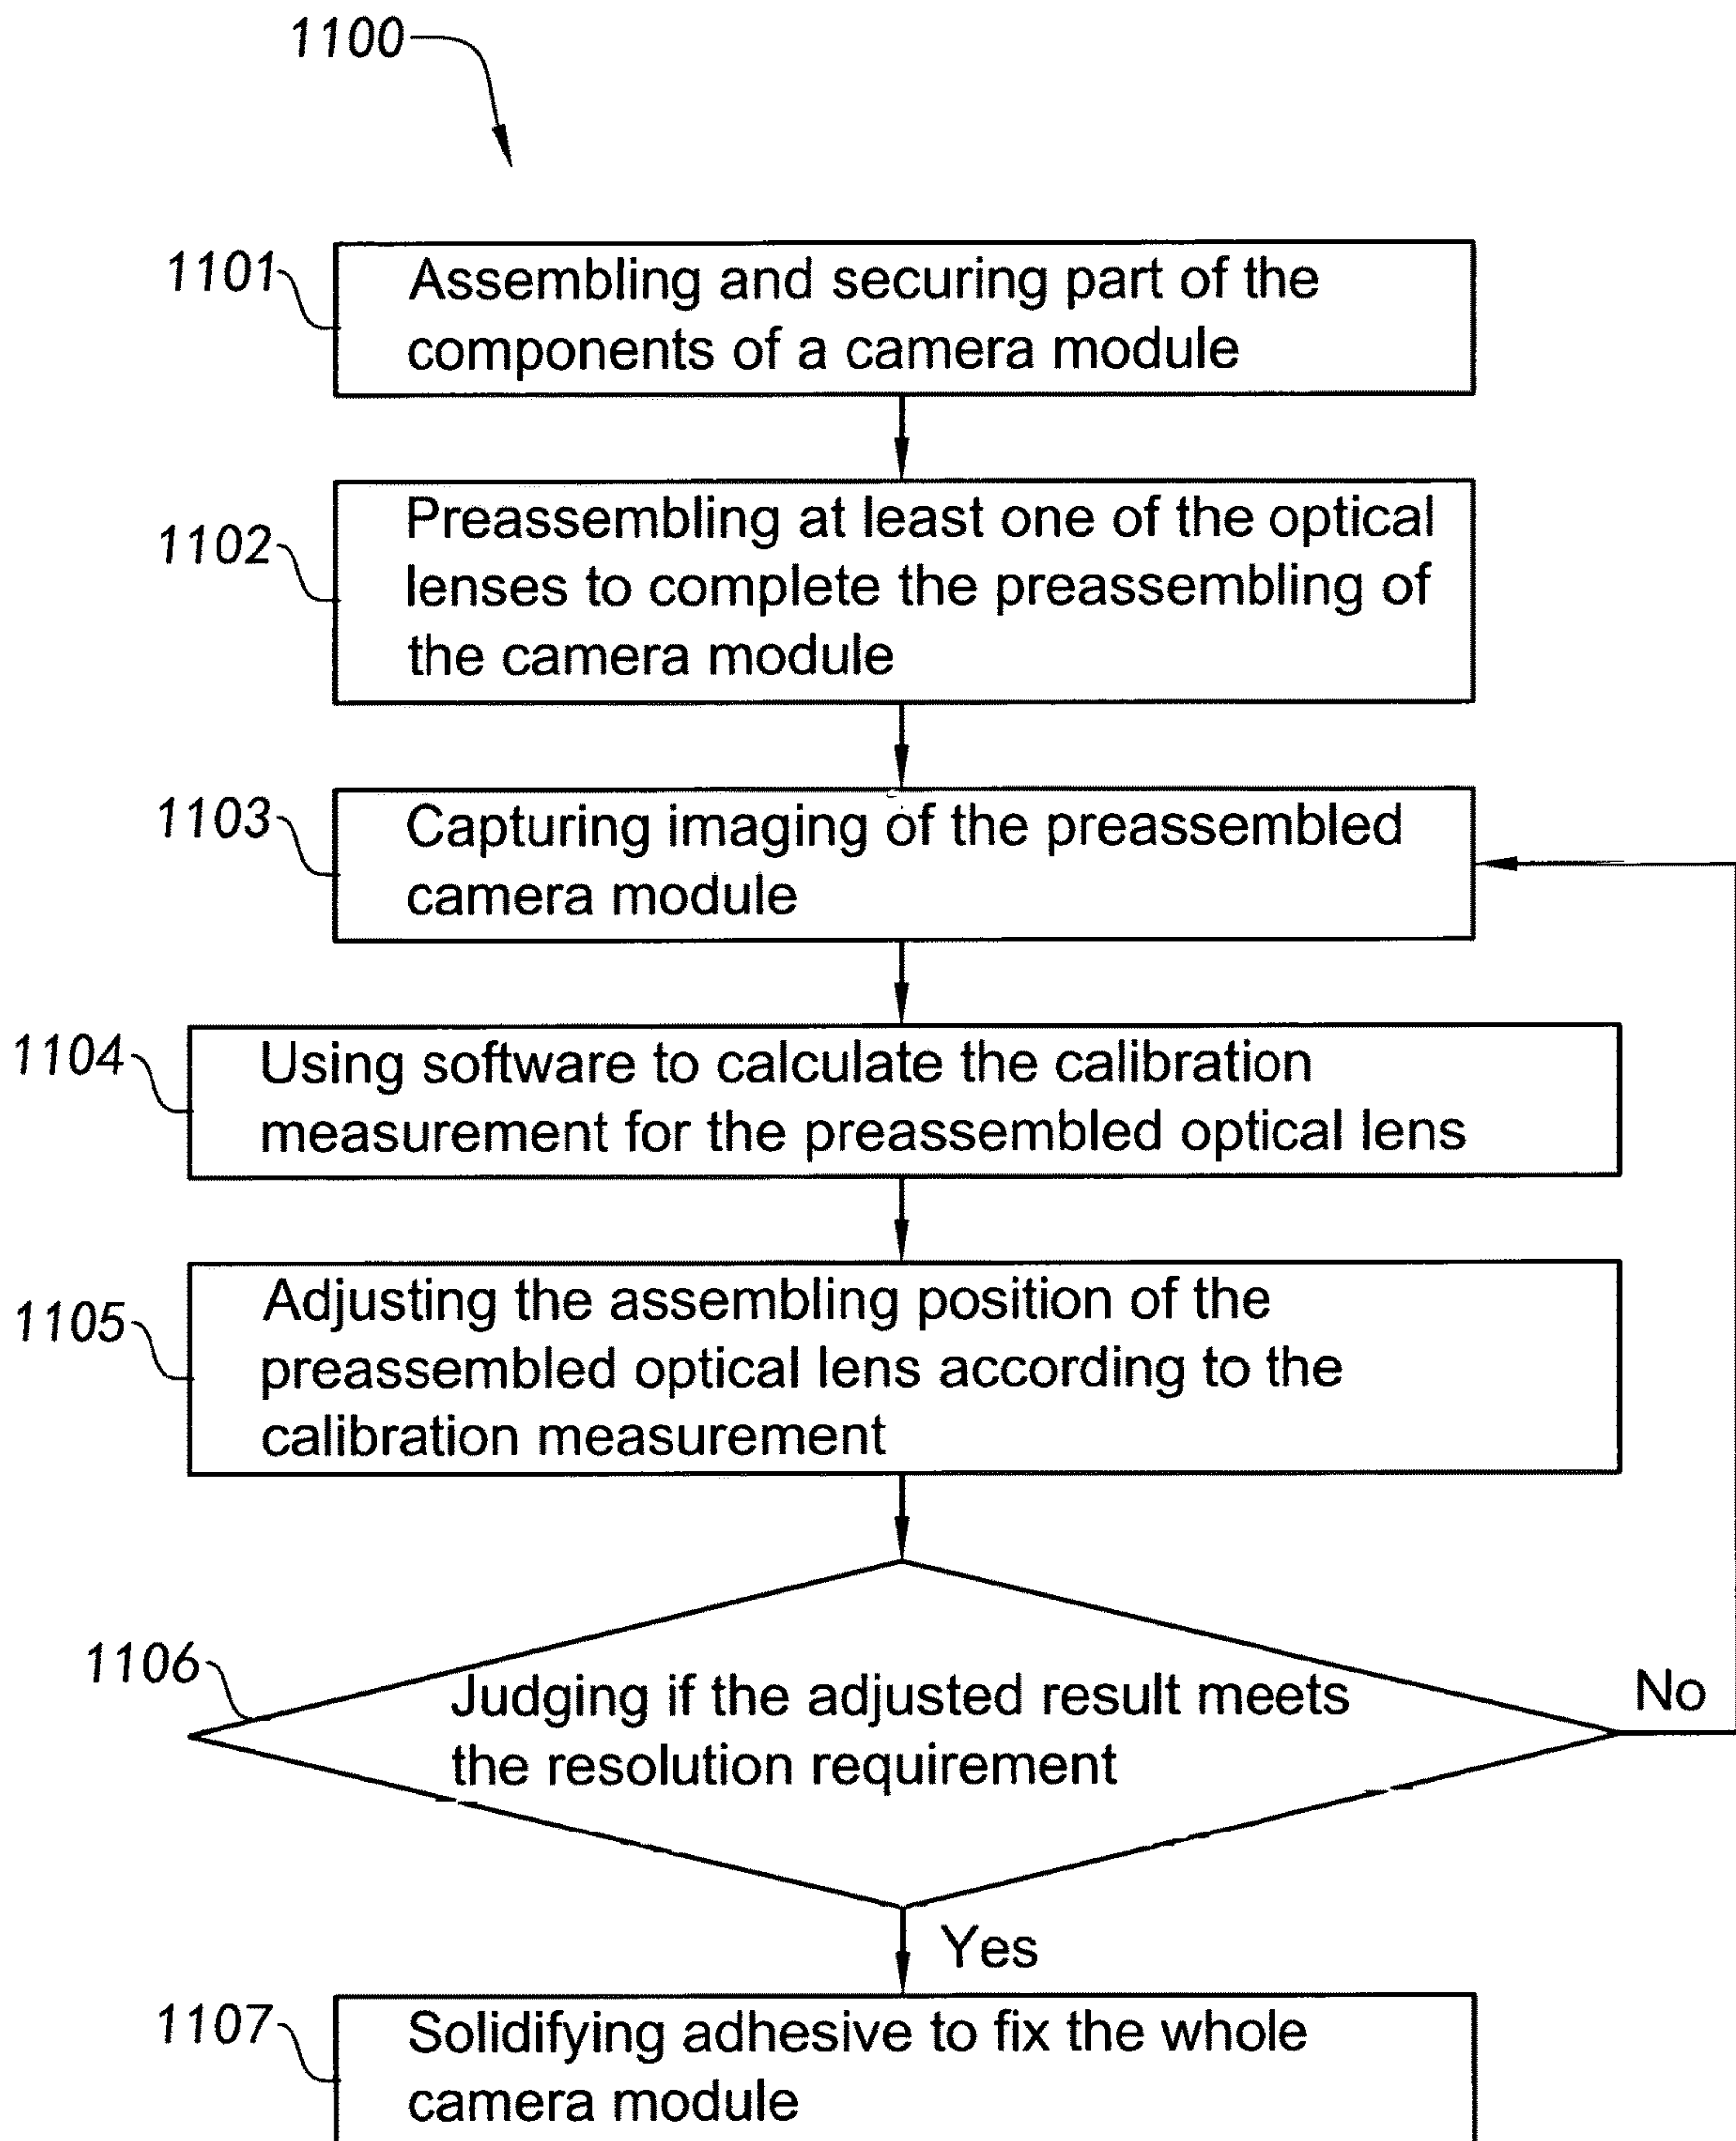 1100
1101
Assembling and securing part of the
components of a camera module
1102
Preassembling at least one of the optical
lenses to complete the preassembling of
the camera module
1103
Capturing imaging of the preassembled
camera module
1104
Using software to calculate the calibration
measurement for the preassembled optical lens
1105
Adjusting the assembling position of the
preassembled optical lens according to the
calibration measurement
1106
Judging if the adjusted result meets
the resolution requirement
No
Yes
1107
Solidifying adhesive to fix the whole
camera module